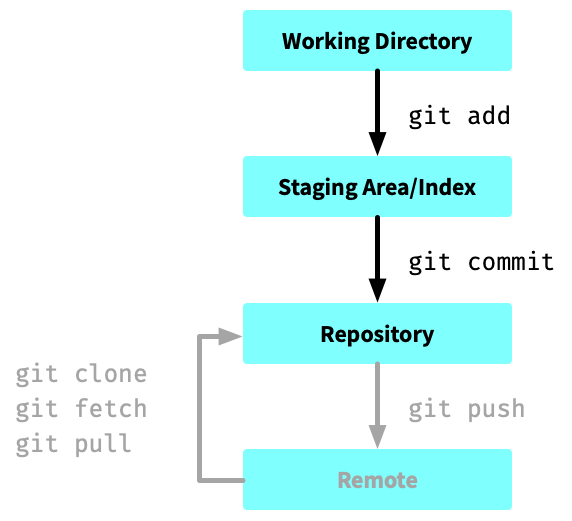 Working Directory
git add
Staging Area/Index
git commit
Repository
git clone
git fetch
git pull
git push
Remote